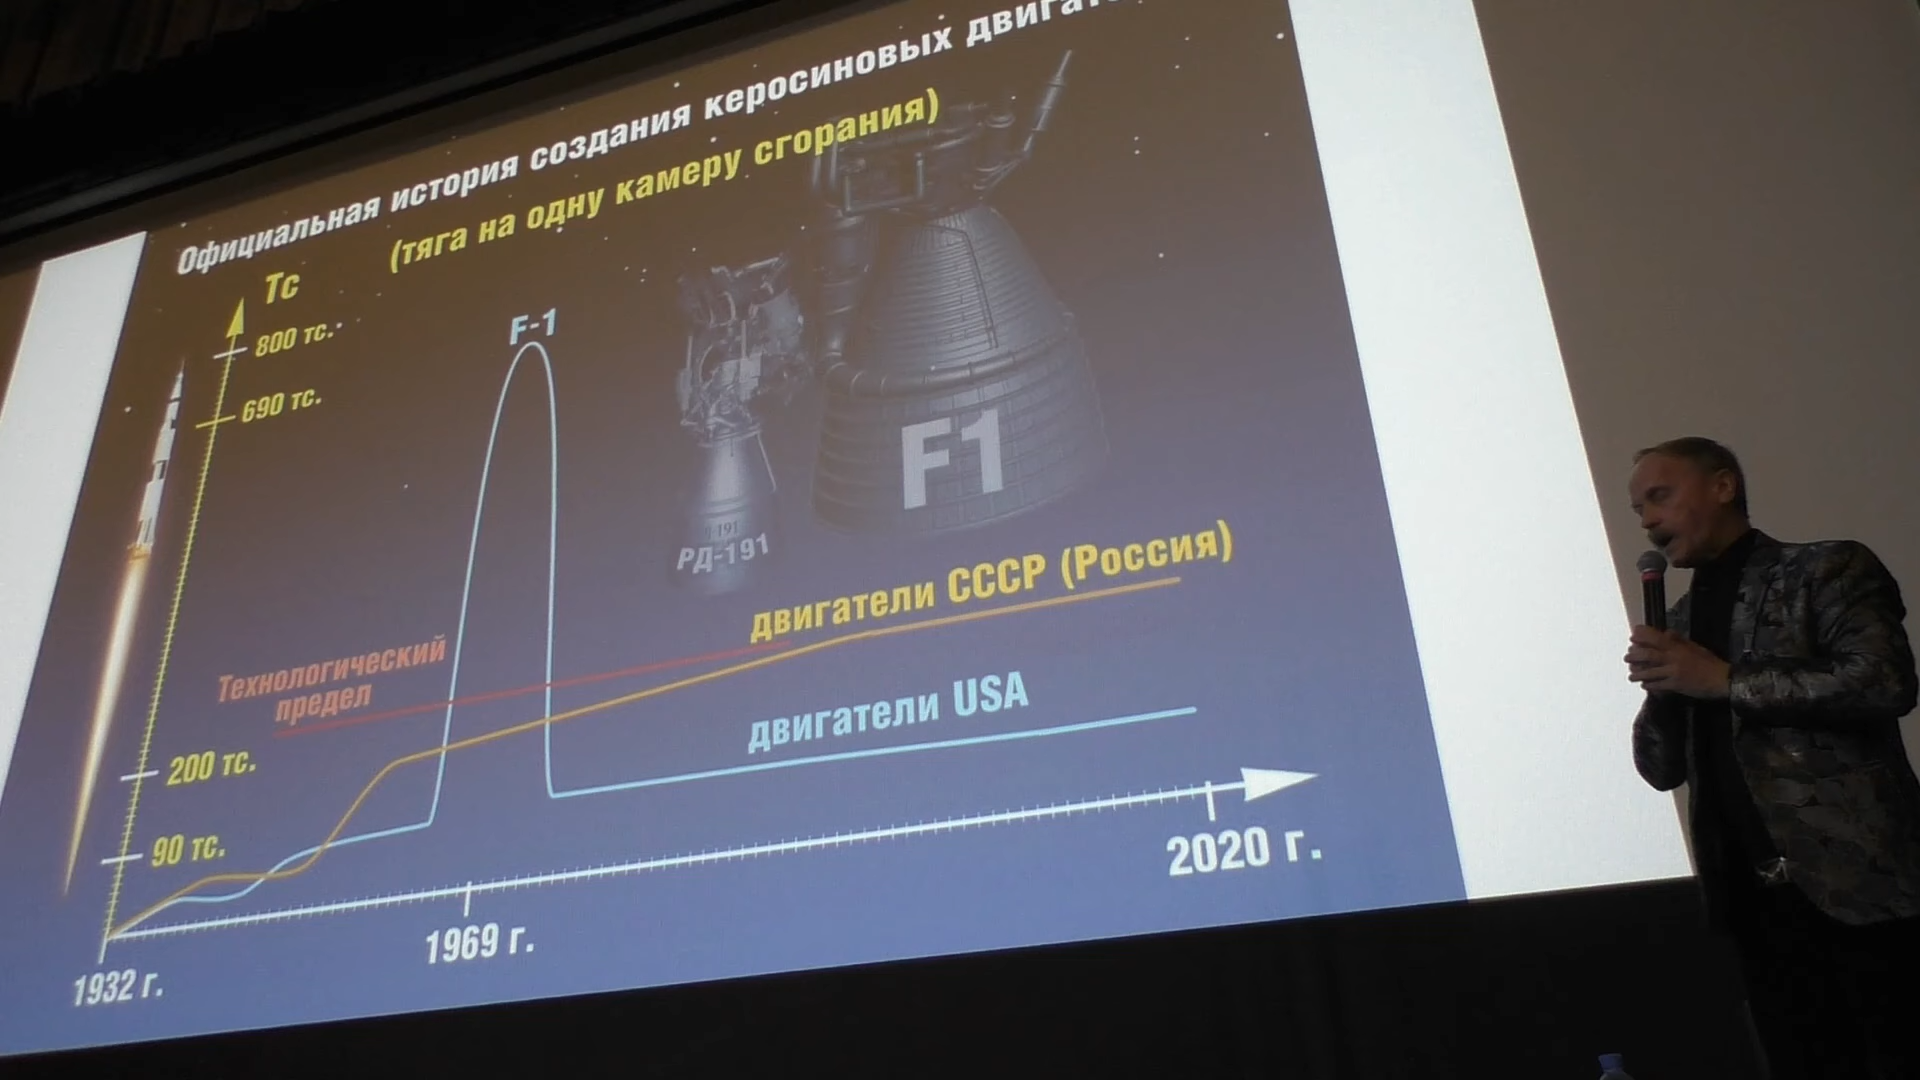 Официальная история создания керосиновых
(тяга на одну камеру сгорания)
Тс
800 тс.
690 тс.
F-1
F1
РД-191
двигатели СССР (Россия)
Технологический
предел
двигатели USA
200 тс.
90 тс.
2020 г.
1969 г.
1932 г.